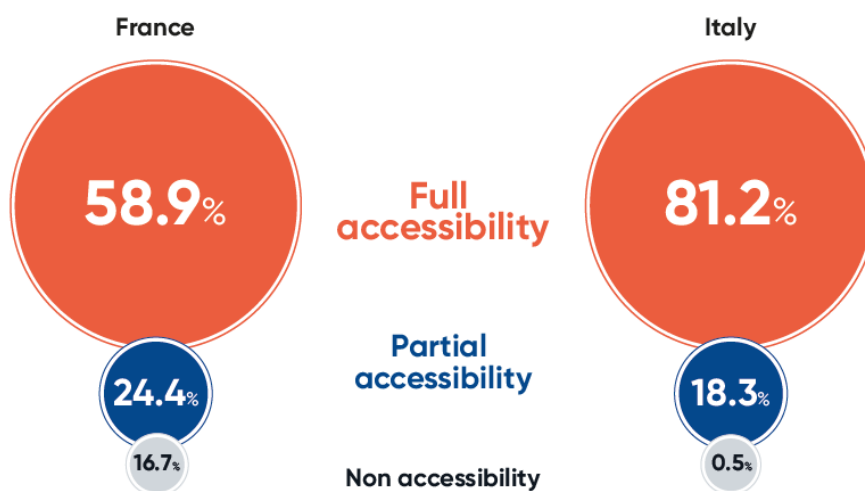 France
Italy
58.9%
Full
accessibility
81.2%
Partial
accessibility
24.4%
18.3%
16.7%
Non accessibility
0.5%